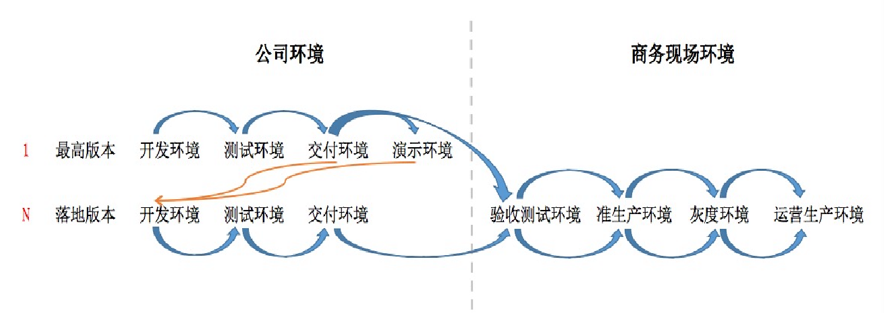 公司环境 商务现场环境
1 最高版本 开发环境 测试环境 交付环境 演示环境
N 落地版本 开发环境 测试环境 交付环境 验收测试环境 准生产环境 灰度环境 运营生产环境